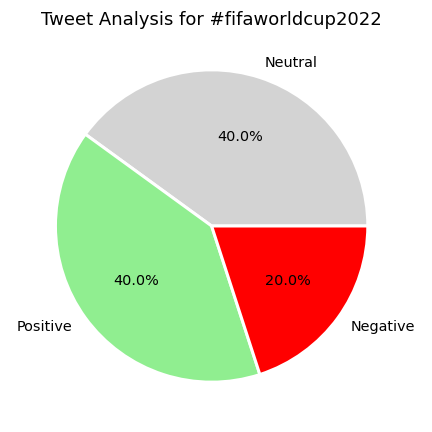 Tweet Analysis for #fifaworldcup2022
Neutral
40.0%
40.0%
20.0%
Positive
Negative